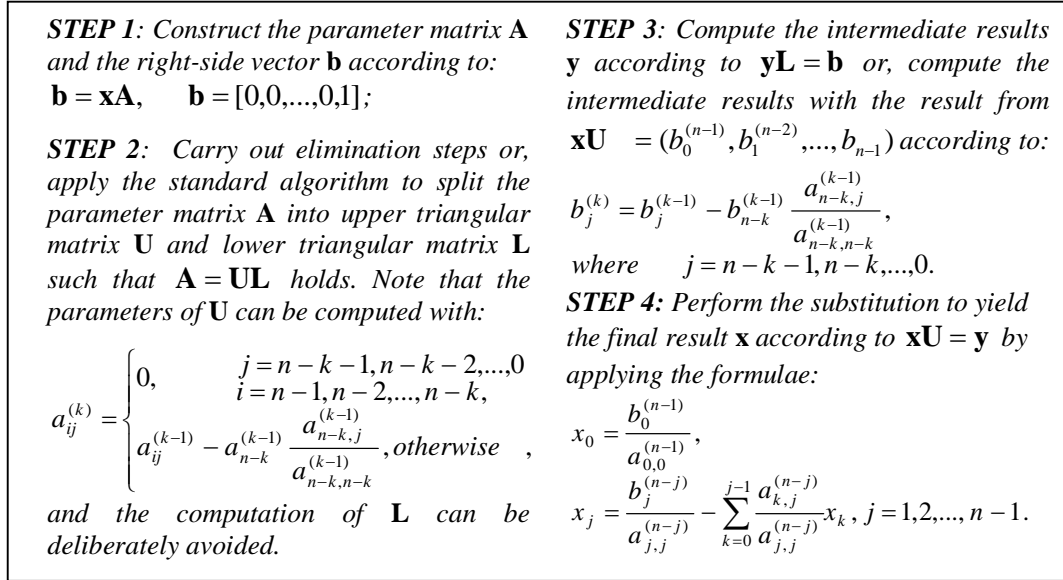 STEP 1: Construct the parameter matrix A
and the right-side vector b according to:
b = xA, b = [0,0,...,0,1];
STEP 2: Carry out elimination steps or,
apply the standard algorithm to split the
parameter matrix A into upper triangular
matrix U and lower triangular matrix L
such that A = UL holds. Note that the
parameters of U can be computed with:
a_{ij}^{(k)} = { 0, j = n − k − 1, n − k − 2,...,0
i = n − 1, n − 2,..., n − k,
a_{ij}^{(k−1)} − a_{n−k}^{(k−1)} \frac{a_{n−k,j}^{(k−1)}}{a_{n−k,n−k}^{(k−1)}}, otherwise ,
and the computation of L can be
deliberately avoided.
STEP 3: Compute the intermediate results
y according to yL = b or, compute the
intermediate results with the result from
xU = (b_0^{(n−1)}, b_1^{(n−2)},..., b_{n−1}) according to:
b_j^{(k)} = b_j^{(k−1)} − b_{n−k}^{(k−1)} \frac{a_{n−k,j}^{(k−1)}}{a_{n−k,n−k}^{(k−1)}},
where j = n − k − 1, n − k,...,0.
STEP 4: Perform the substitution to yield
the final result x according to xU = y by
applying the formulae:
x_0 = \frac{b_0^{(n−1)}}{a_{0,0}^{(n−1)}},
x_j = \frac{b_j^{(n−j)}}{a_{j,j}^{(n−j)}} − \sum_{k=0}^{j−1} \frac{a_{k,j}^{(n−j)}}{a_{j,j}^{(n−j)}} x_k, j = 1,2,..., n − 1.